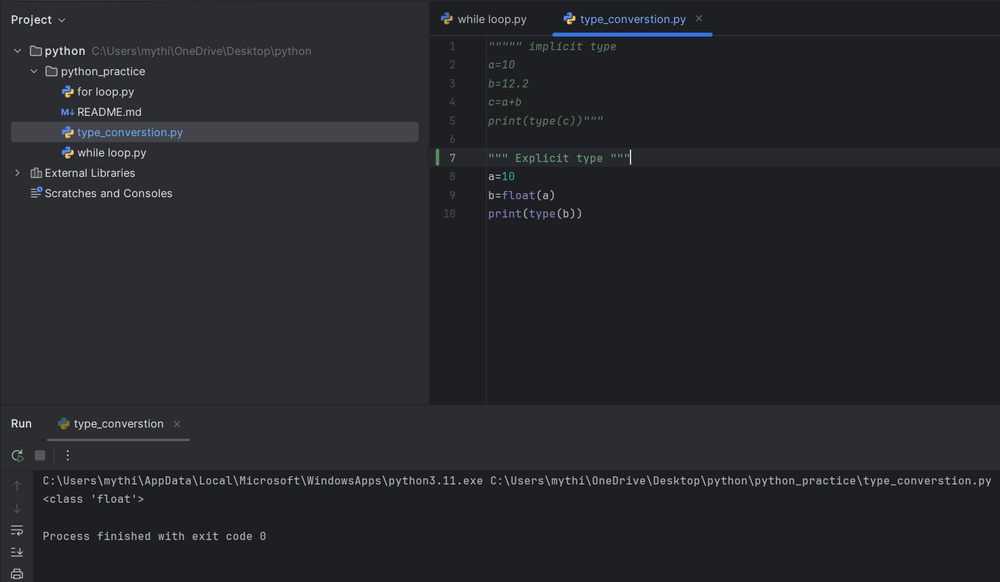 Project
python C:\Users\mythi\OneDrive\Desktop\python
python_practice
for loop.py
M↓ README.md
type_converstion.py
while loop.py
External Libraries
Scratches and Consoles
while loop.py type_converstion.py
1 """"" implicit type
2 a=10
3 b=12.2
4 c=a+b
5 print(type(c))"""
6
7 """ Explicit type """
8 a=10
9 b=float(a)
10 print(type(b))
Run type_converstion
C:\Users\mythi\AppData\Local\Microsoft\WindowsApps\python3.11.exe C:\Users\mythi\OneDrive\Desktop\python\python_practice\type_converstion.py
<class 'float'>
Process finished with exit code 0